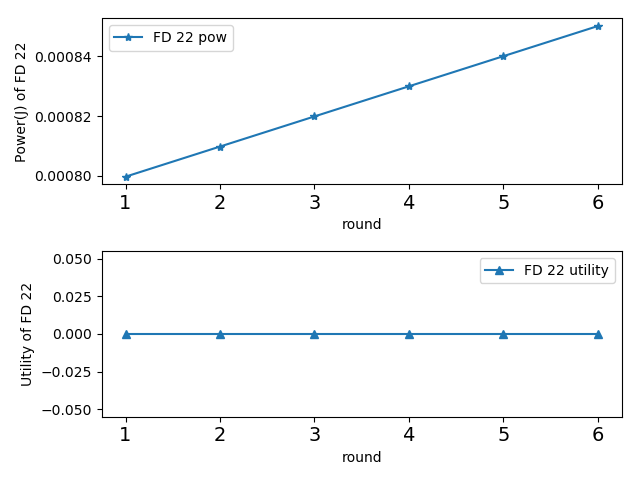 Power(J) of FD 22
FD 22 pow
0.00084
0.00082
0.00080
1 2 3 4 5 6
round
Utility of FD 22
FD 22 utility
0.050
0.025
0.000
−0.025
−0.050
1 2 3 4 5 6
round